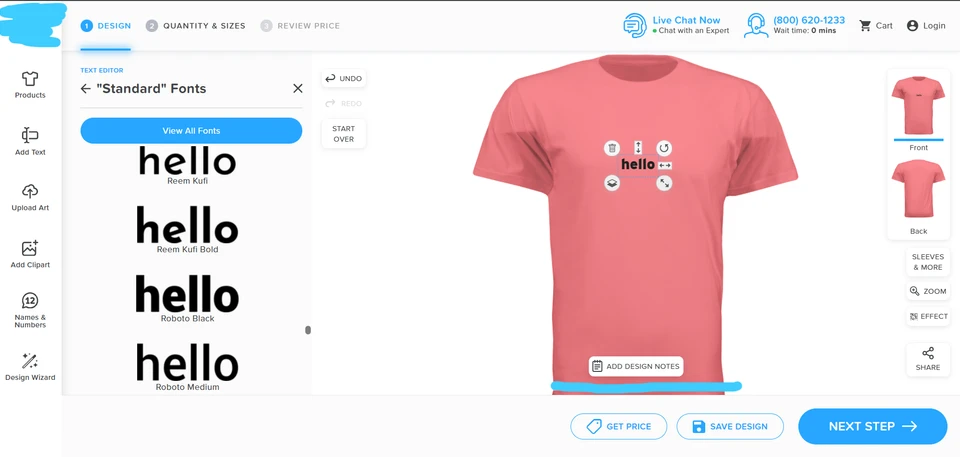 1 DESIGN
2 QUANTITY & SIZES
3 REVIEW PRICE
Live Chat Now
Chat with an Expert
(800) 620-1233
Wait time: 0 mins
Cart
Login
Products
Add Text
Upload Art
Add Clipart
12
Names &
Numbers
Design Wizard
TEXT EDITOR
"Standard" Fonts
View All Fonts
hello
Reem Kufi
hello
Reem Kufi Bold
hello
Roboto Black
hello
Roboto Medium
UNDO
REDO
START
OVER
hello
ADD DESIGN NOTES
Front
Back
SLEEVES
& MORE
ZOOM
EFFECT
SHARE
GET PRICE
SAVE DESIGN
NEXT STEP